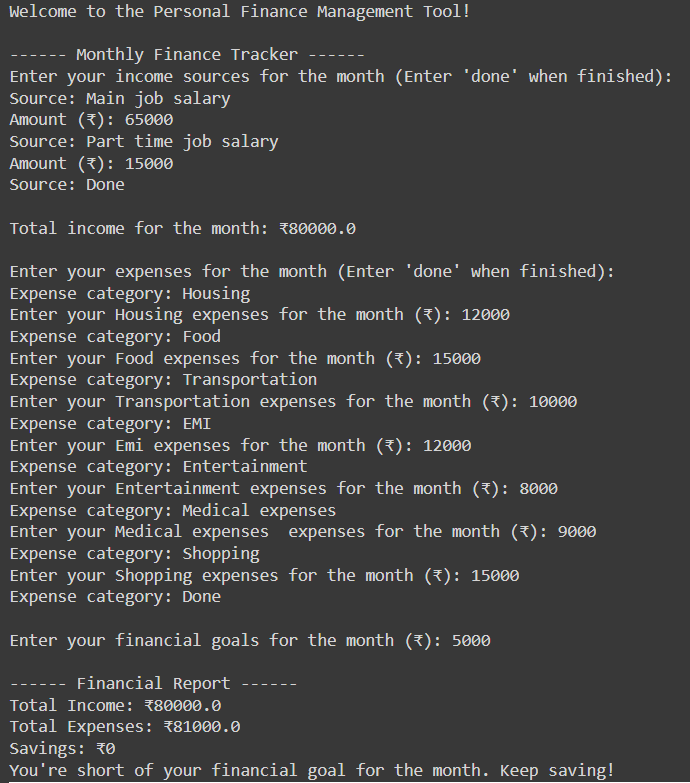 Welcome to the Personal Finance Management Tool!
------ Monthly Finance Tracker ------
Enter your income sources for the month (Enter 'done' when finished):
Source: Main job salary
Amount (₹): 65000
Source: Part time job salary
Amount (₹): 15000
Source: Done
Total income for the month: ₹80000.0
Enter your expenses for the month (Enter 'done' when finished):
Expense category: Housing
Enter your Housing expenses for the month (₹): 12000
Expense category: Food
Enter your Food expenses for the month (₹): 15000
Expense category: Transportation
Enter your Transportation expenses for the month (₹): 10000
Expense category: EMI
Enter your Emi expenses for the month (₹): 12000
Expense category: Entertainment
Enter your Entertainment expenses for the month (₹): 8000
Expense category: Medical expenses
Enter your Medical expenses  expenses for the month (₹): 9000
Expense category: Shopping
Enter your Shopping expenses for the month (₹): 15000
Expense category: Done
Enter your financial goals for the month (₹): 5000
------ Financial Report ------
Total Income: ₹80000.0
Total Expenses: ₹81000.0
Savings: ₹0
You're short of your financial goal for the month. Keep saving!